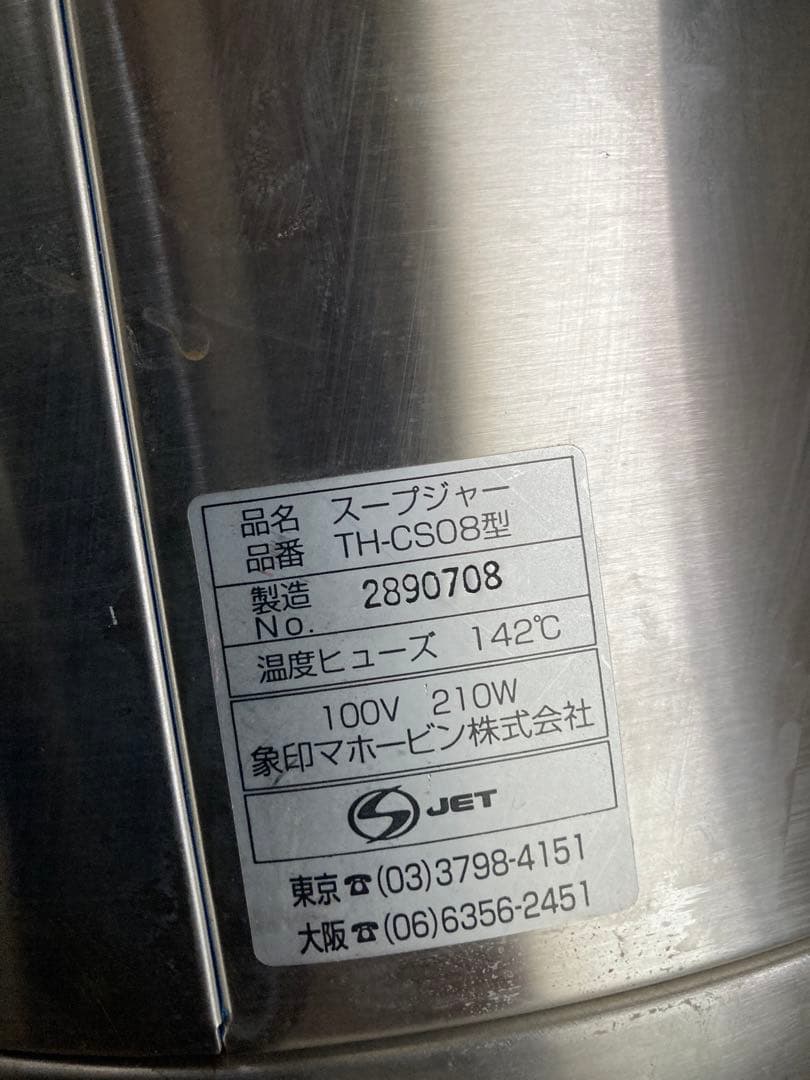 品名 スープジャー
品番 TH-CS08型
製造No. 2890708
温度ヒューズ 142℃
100V 210W
象印マホービン株式会社
JET
東京☎(03)3798-4151
大阪☎(06)6356-2451